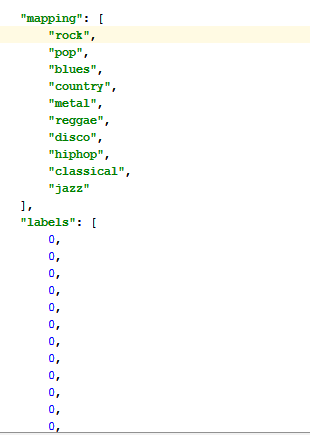 "mapping": [
"rock",
"pop",
"blues",
"country",
"metal",
"reggae",
"disco",
"hiphop",
"classical",
"jazz"
],
"labels": [
0,
0,
0,
0,
0,
0,
0,
0,
0,
0,
0,
0,